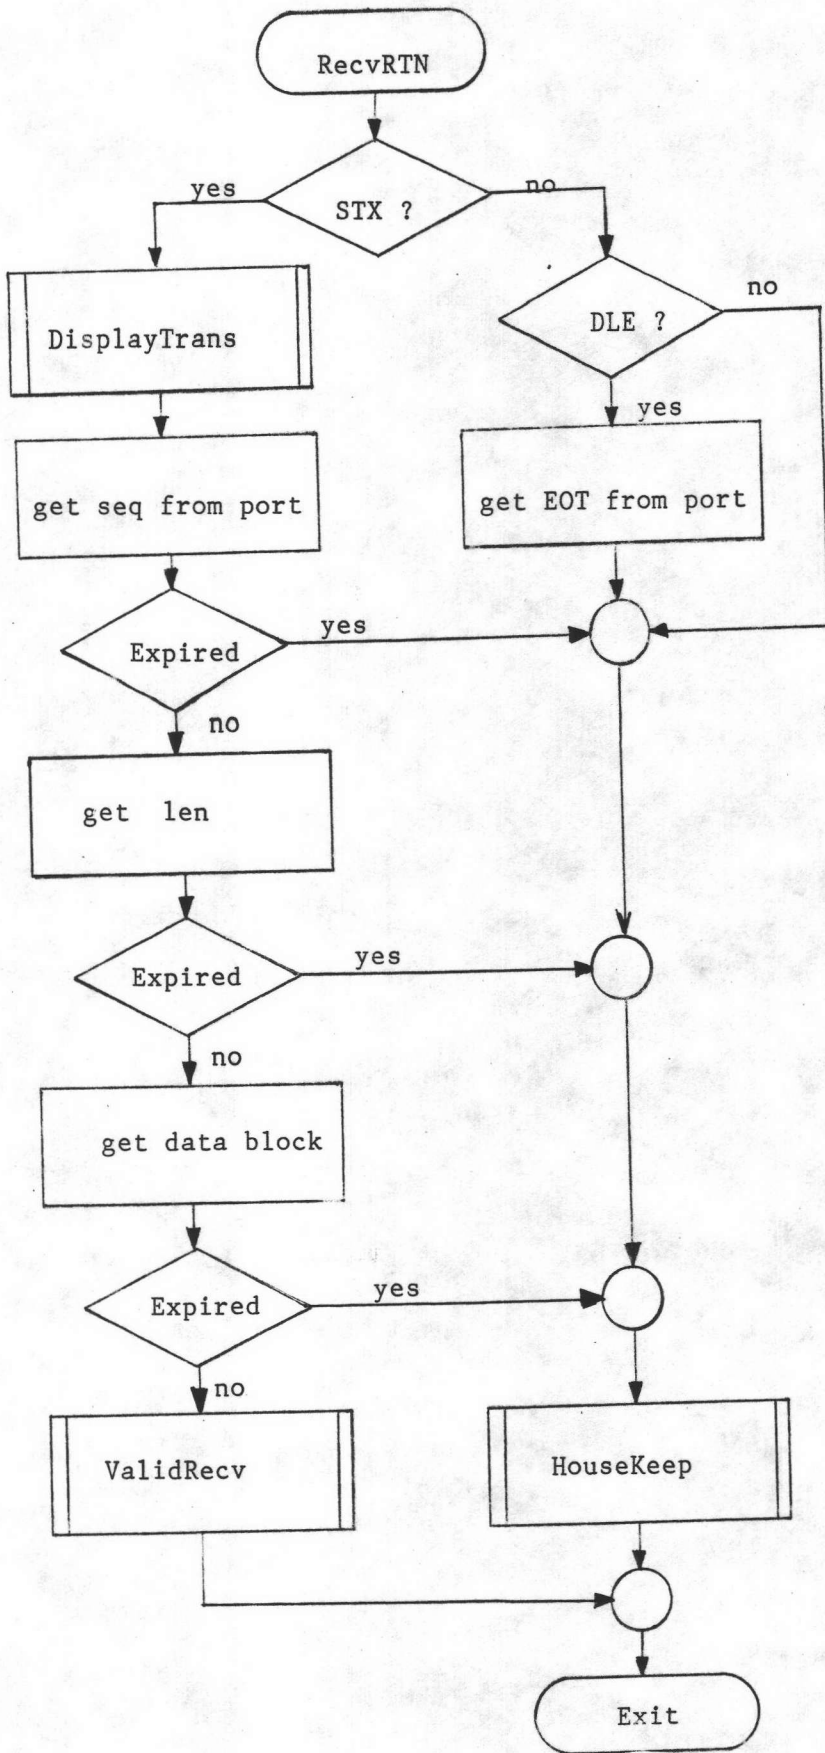 RecvRTN
STX ?
yes
no
DisplayTrans
DLE ?
no
yes
get seq from port
get EOT from port
Expired
yes
no
get len
Expired
yes
no
get data block
Expired
yes
no
ValidRecv
HouseKeep
Exit